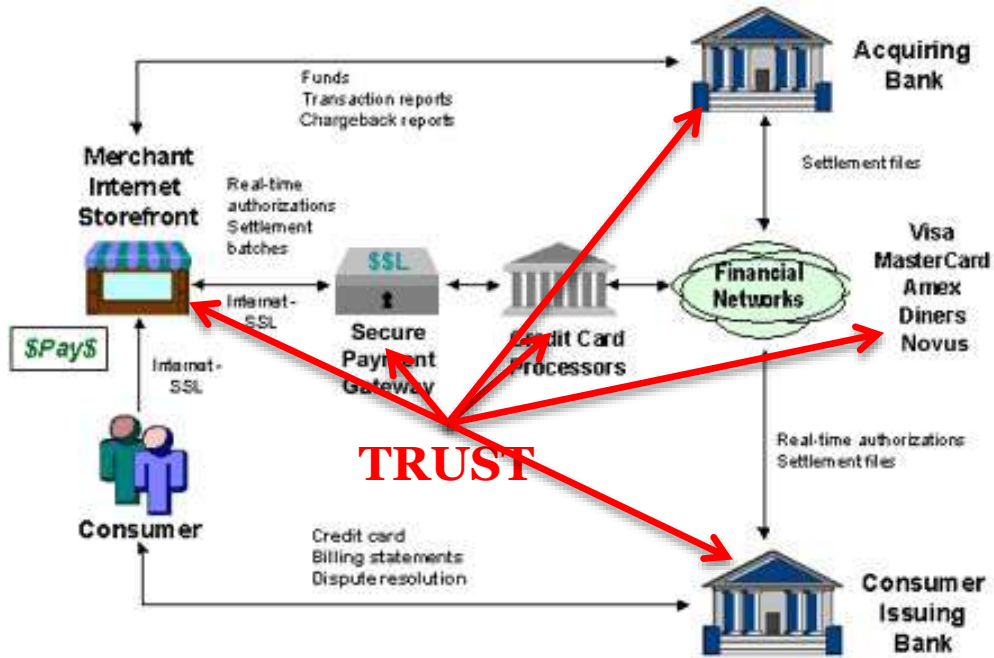 Acquiring
Bank
Funds
Transaction reports
Chargeback reports
Merchant
Internet
Storefront
Settlement files
Real-time
authorizations
Settlement
batches
Visa
MasterCard
Amex
Diners
Novus
$$L
Financial
Networks
Internet-
SSL
Secure
Payment
Gateway
Credit Card
Processors
$Pay$
Internet-
SSL
TRUST
Real-time authorizations
Settlement files
Consumer
Credit card
Billing statements
Dispute resolution
Consumer
Issuing
Bank